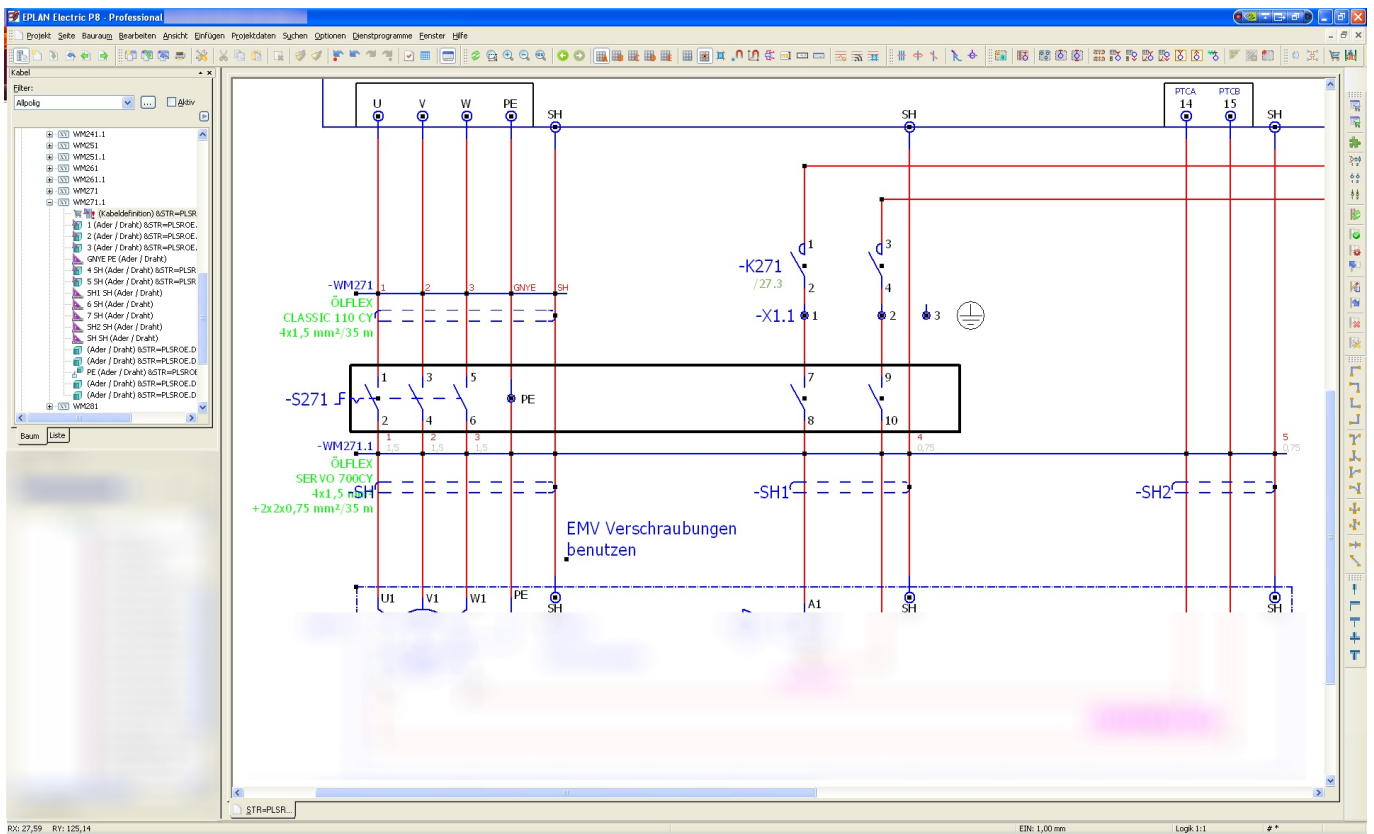 EPLAN Electric P8 - Professional
Projekt Seite Bauraum Bearbeiten Ansicht Einfügen Projektdaten Suchen Optionen Dienstprogramme Fenster Hilfe
Kabel
Filter:
Allpolig
...
Aktiv
WM241.1
WM251
WM251.1
WM261
WM261.1
WM271
WM271.1
(Kabeldefinition) &STR=PLSR
1 (Ader / Draht) &STR=PLSROE.
2 (Ader / Draht) &STR=PLSROE.
3 (Ader / Draht) &STR=PLSROE.
GNYE PE (Ader / Draht)
4 SH (Ader / Draht) &STR=PLSR
5 SH (Ader / Draht) &STR=PLSR
SH1 SH (Ader / Draht)
6 SH (Ader / Draht)
7 SH (Ader / Draht)
SH2 SH (Ader / Draht)
SH SH (Ader / Draht)
(Ader / Draht) &STR=PLSROE.D
(Ader / Draht) &STR=PLSROE.D
PE (Ader / Draht) &STR=PLSROE
(Ader / Draht) &STR=PLSROE.D
(Ader / Draht) &STR=PLSROE.D
WM281
Baum Liste
PTCA PTCB
U V W PE SH SH 14 15 SH
1 3
-K271
/27.3
2 4
-WM271 1 2 3 GNYE SH
ÖLFLEX
CLASSIC 110 CY
4x1,5 mm²/35 m
-X1.1 1 2 3
1 3 5 7 9
-S271 PE
2 4 6 8 10
-WM271.1 1 2 3 4 5
1,5 1,5 1,5 0,75 0,75
ÖLFLEX
SERVO 700CY
4x1,5 mm²
-SH -SH1 -SH2
+2x2x0,75 mm²/35 m
EMV Verschraubungen
benutzen
U1 V1 W1 PE SH A1 SH SH
STR=PLSR...
RX: 27,59 RY: 125,14 EIN: 1,00 mm Logik 1:1 # *